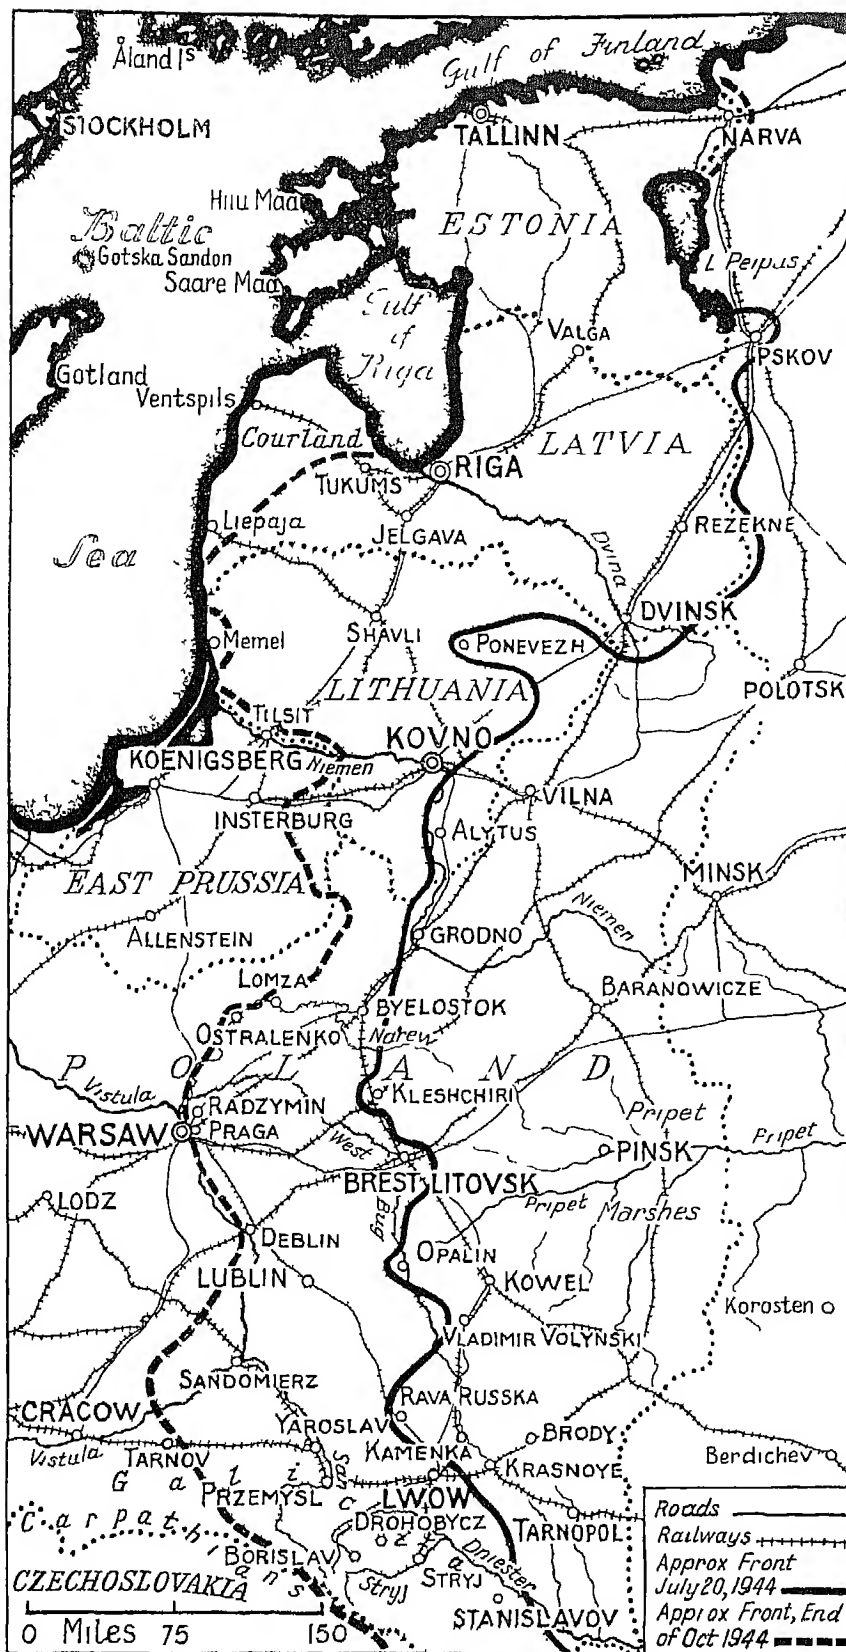 Åland Is
Gulf of Finland
STOCKHOLM
TALLINN
NARVA
Hiiu Maa
ESTONIA
Baltic
Gotska Sandon
L Peipus
Saare Maa
Gulf
of
Riga
VALGA
PSKOV
Gotland
Ventspils
Courland
LATVIA
RIGA
TUKUMS
Liepaja
JELGAVA
REZEKNE
Sea
Dvina
DVINSK
SHAVLI
PONEVEZH
Memel
LITHUANIA
POLOTSK
TILSIT
KOVNO
KOENIGSBERG
Niemen
INSTERBURG
VILNA
ALYTUS
EAST PRUSSIA
MINSK
ALLENSTEIN
GRODNO
Niemen
LOMZA
BYELOSTOK
BARANOWICZE
OSTRALENKO
Narew
POLAND
Vistula
KLESHCHIRI
RADZYMIN
Pripet
WARSAW
PRAGA
West
PINSK
Pripet
BREST-LITOVSK
LODZ
Bug
Pripet
Marshes
DEBLIN
OPALIN
LUBLIN
KOWEL
Korosten
VLADIMIR VOLYNSKI
SANDOMIERZ
RAVA RUSSKA
CRACOW
YAROSLAV
BRODY
Vistula
TARNOV
KAMENKA
Berdichev
San
KRASNOYE
Galicia
PRZEMYSL
LWOW
Carpathians
DROHOBYCZ
TARNOPOL
BORISLAV
Dniester
Stryj
STRYJ
CZECHOSLOVAKIA
STANISLAVOV
0 Miles 75 150
Roads
Railways
Approx Front
July 20, 1944
Approx Front, End
of Oct 1944